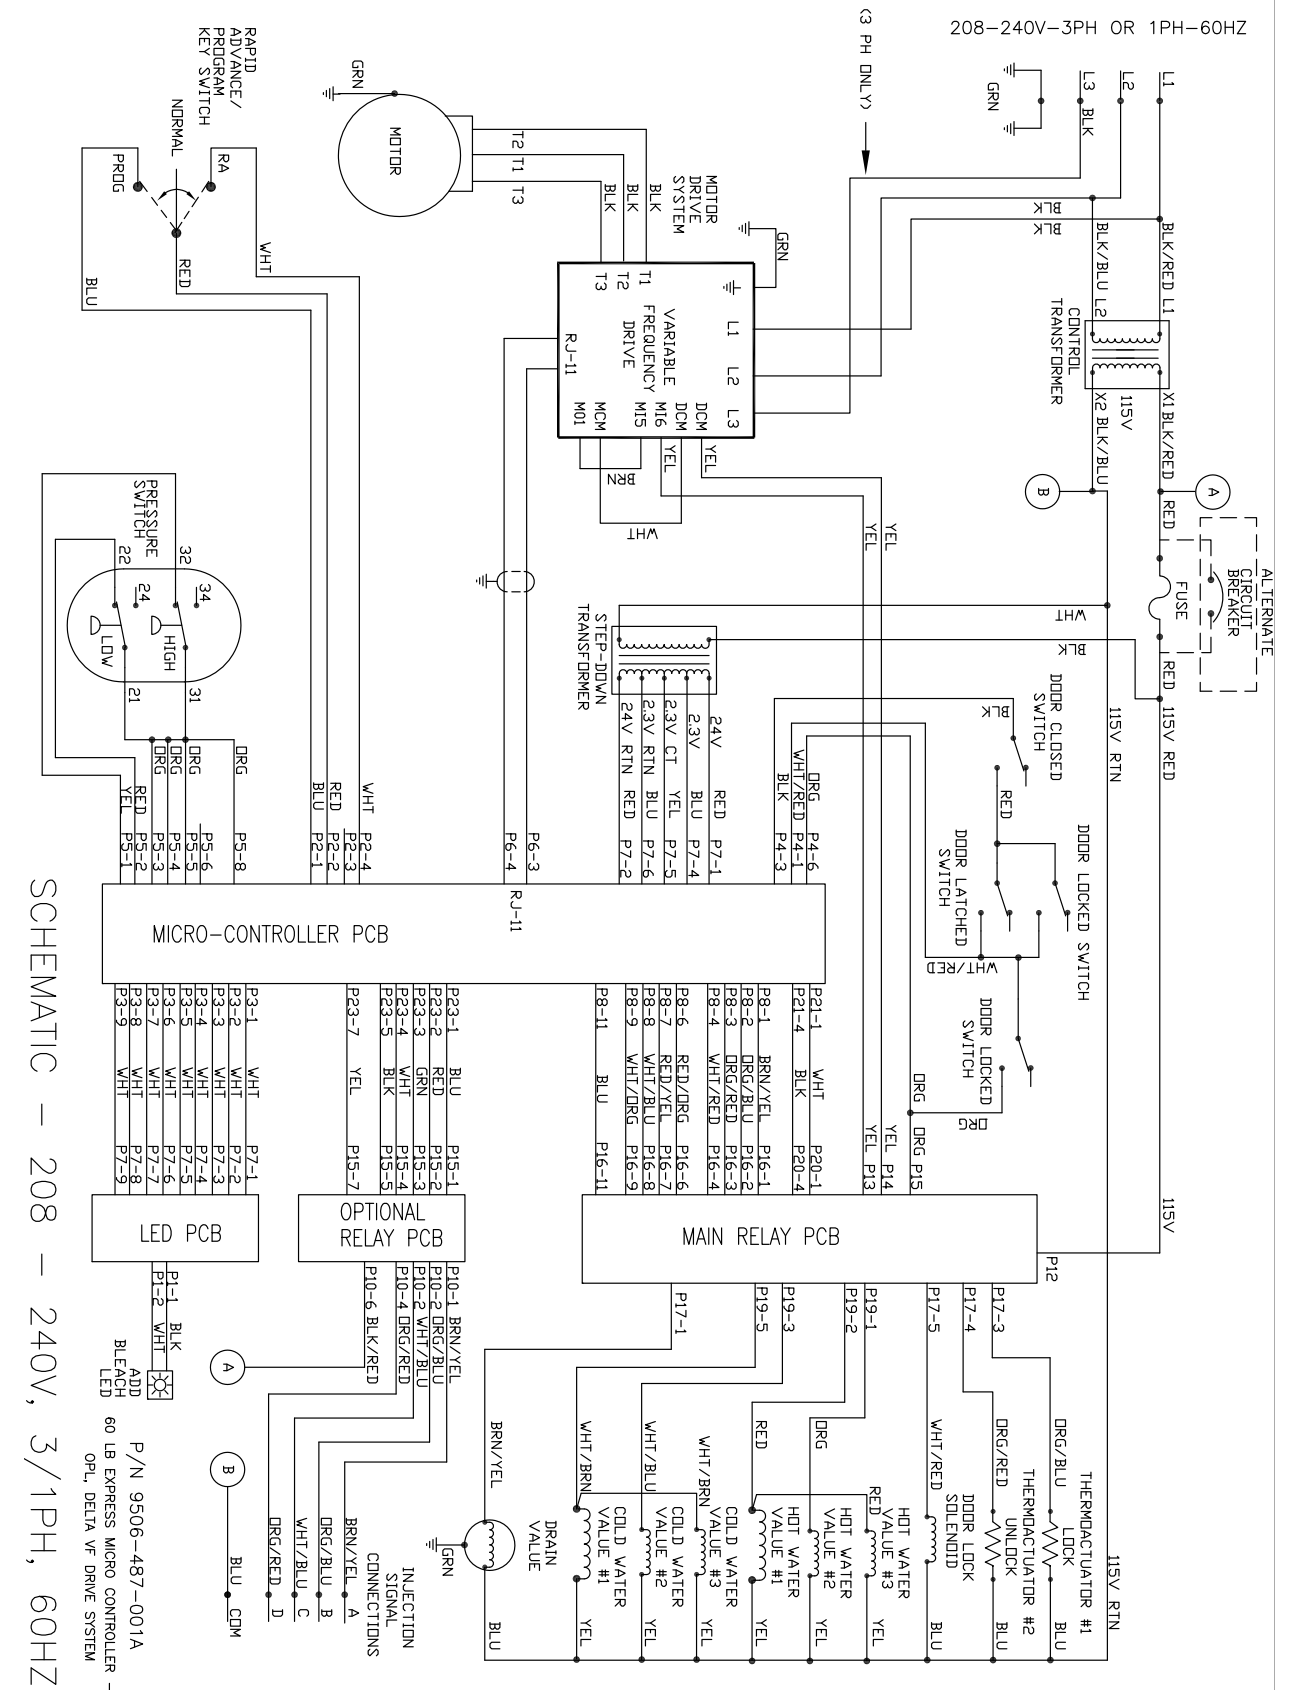 208-240V-3PH OR 1PH-60HZ
(3 PH ONLY)
L1
L2
L3
BLK
GRN
BLK
BLK
BLK/RED L1
BLK/BLU L2
CONTROL
TRANSFORMER
115V
X1 BLK/RED
X2 BLK/BLU
A
B
RED
FUSE
ALTERNATE
CIRCUIT
BREAKER
RED
115V RED
115V RTN
WHT
BLK
115V
P12
115V RTN
RAPID
ADVANCE/
PROGRAM
KEY SWITCH
NORMAL
RA
PROG
WHT
RED
BLU
GRN
MOTOR
T2
T1
T3
BLK
BLK
BLK
MOTOR
DRIVE
SYSTEM
GRN
T1
T2
T3
L1
L2
L3
VARIABLE
FREQUENCY
DRIVE
RJ-11
DCM
DCM
MI6
MI5
MCM
MO1
YEL
YEL
BRN
WHT
YEL
YEL
STEP-DOWN
TRANSFORMER
24V
2.3V
2.3V CT
2.3V RTN
24V RTN
RED
BLU
YEL
BLU
RED
P7-1
P7-4
P7-5
P7-6
P7-2
DOOR CLOSED
SWITCH
BLK
RED
DOOR LOCKED SWITCH
DOOR LATCHED
SWITCH
WHT/RED
DOOR LOCKED
SWITCH
ORG
ORG
ORG P15
YEL P14
YEL P13
ORG P4-6
WHT/RED P4-1
BLK P4-3
PRESSURE
SWITCH
32
22
34
24
HIGH
LOW
31
21
ORG
ORG
ORG
ORG
RED
YEL
P5-8
P5-6
P5-5
P5-4
P5-3
P5-2
P5-1
WHT P2-4
P2-3
RED P2-2
BLU P2-1
P6-3
P6-4
RJ-11
MICRO-CONTROLLER PCB
P21-1 WHT P20-1
P21-4 BLK P20-4
P8-1 BRN/YEL P16-1
P8-2 ORG/BLU P16-2
P8-3 ORG/RED P16-3
P8-4 WHT/RED P16-4
P8-6 RED/ORG P16-6
P8-7 RED/YEL P16-7
P8-8 WHT/BLU P16-8
P8-9 WHT/ORG P16-9
P8-11 BLU P16-11
P23-1 BLU P15-1
P23-2 RED P15-2
P23-3 GRN P15-3
P23-4 WHT P15-4
P23-5 BLK P15-5
P23-7 YEL P15-7
P3-1 WHT P7-1
P3-2 WHT P7-2
P3-3 WHT P7-3
P3-4 WHT P7-4
P3-5 WHT P7-5
P3-6 WHT P7-6
P3-7 WHT P7-7
P3-8 WHT P7-8
P3-9 WHT P7-9
MAIN RELAY PCB
OPTIONAL
RELAY PCB
LED PCB
P17-3
P17-4
P17-5
P19-1
P19-2
P19-3
P19-5
P17-1
P10-1 BRN/YEL
P10-2 ORG/BLU
P10-2 WHT/BLU
P10-4 ORG/RED
P10-6 BLK/RED
P1-1 BLK
P1-2 WHT
ADD
BLEACH
LED
A
B
ORG/BLU
THERMOACTUATOR #1
LOCK
BLU
ORG/RED
THERMOACTUATOR #2
UNLOCK
BLU
WHT/RED
DOOR LOCK
SOLENOID
BLU
RED
HOT WATER
VALUE #3
YEL
ORG
HOT WATER
VALUE #2
YEL
RED
HOT WATER
VALUE #1
YEL
WHT/BRN
COLD WATER
VALUE #3
YEL
WHT/BLU
COLD WATER
VALUE #2
YEL
WHT/BRN
COLD WATER
VALUE #1
YEL
BRN/YEL
DRAIN
VALUE
BLU
GRN
INJECTION
SIGNAL
CONNECTIONS
BRN/YEL A
ORG/BLU B
WHT/BLU C
ORG/RED D
BLU COM
P/N 9506-487-001A
60 LB EXPRESS MICRO CONTROLLER -
OPL, DELTA VF DRIVE SYSTEM
SCHEMATIC - 208 - 240V, 3/1PH, 60HZ